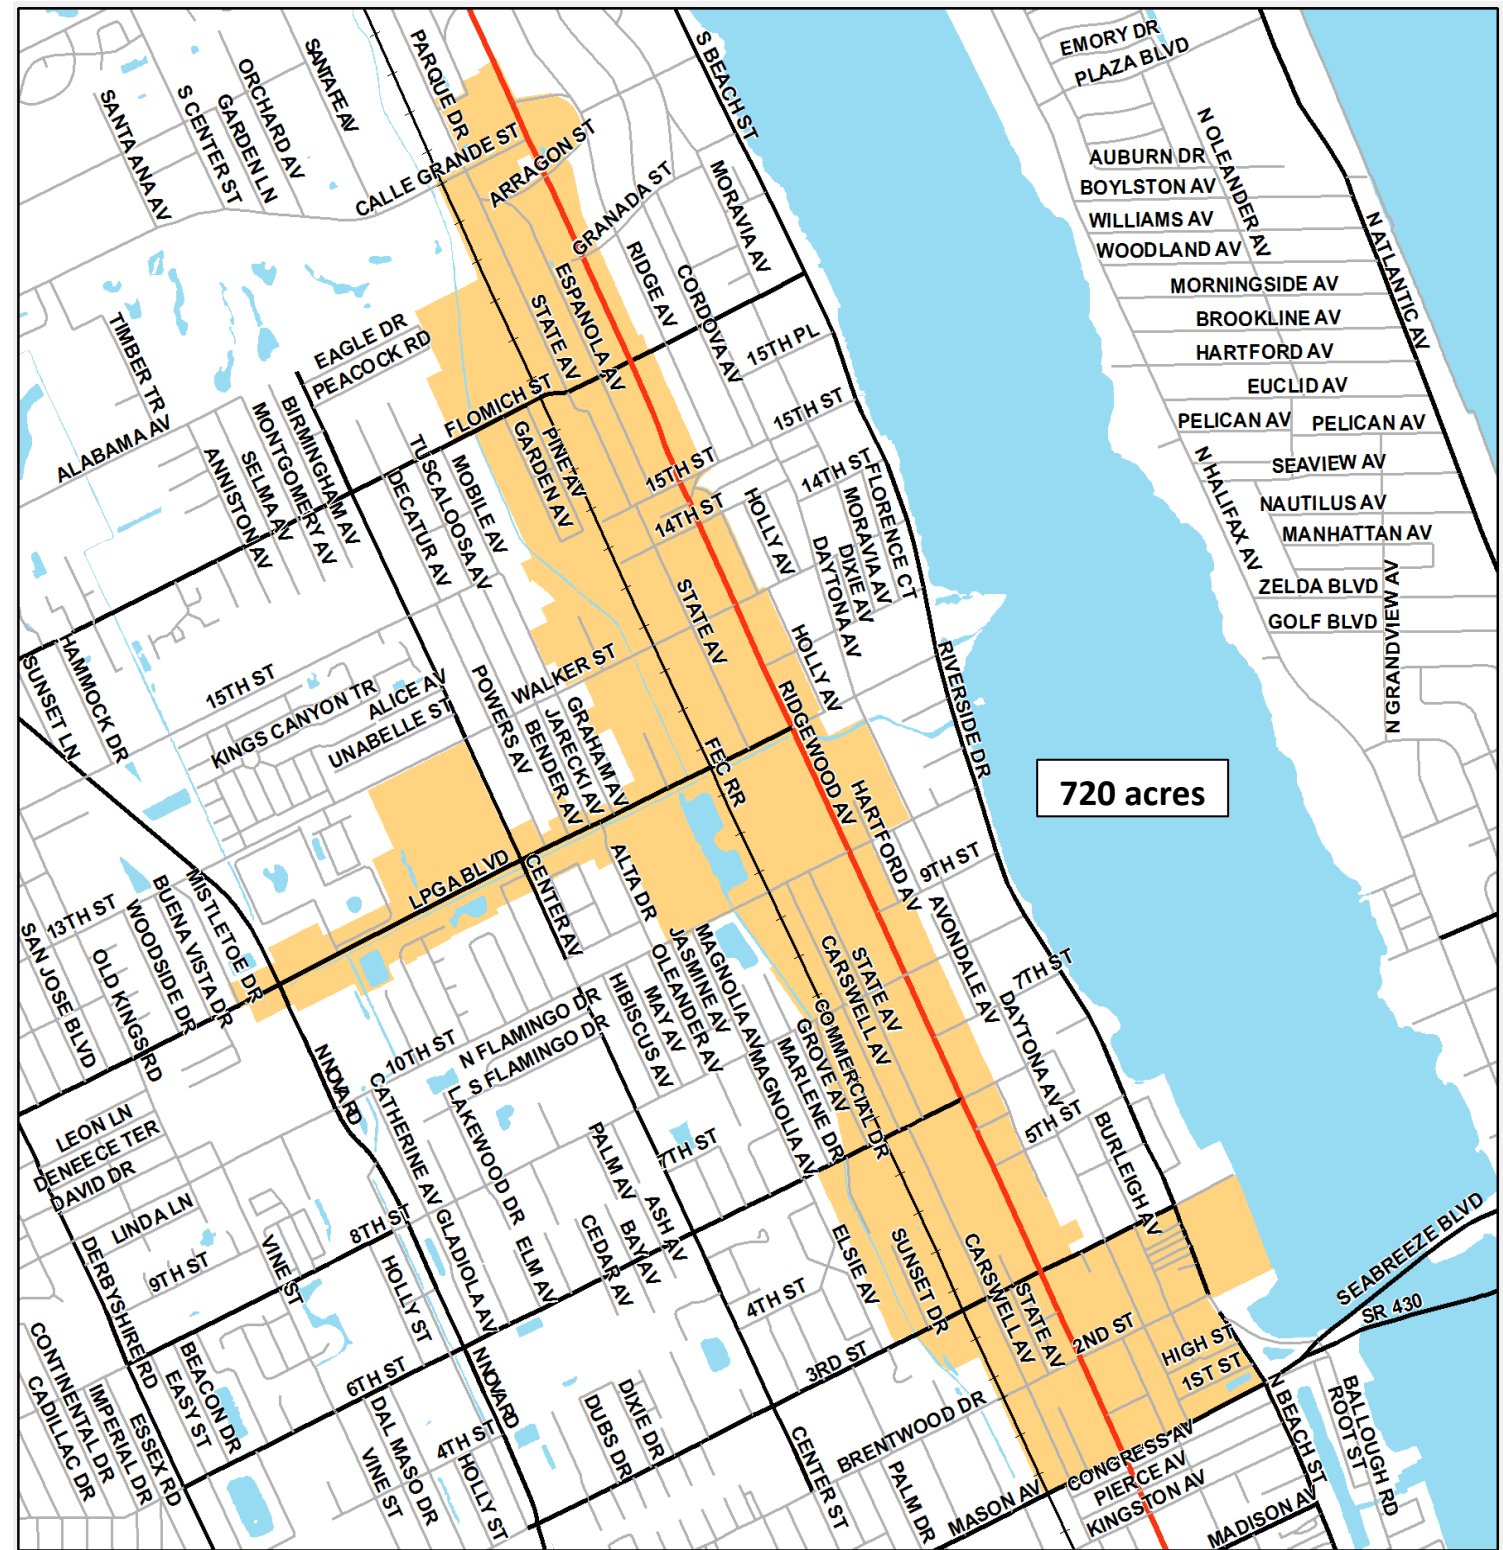 EMORY DR
PLAZA BLVD
PARQUE DR
S BEACH ST
SANTA FE AV
ORCHARD AV
GARDEN LN
S CENTER ST
SANTA ANA AV
CALLE GRANDE ST
ARRAGON ST
GRANADA ST
MORAVIA AV
N OLEANDER AV
AUBURN DR
BOYLSTON AV
WILLIAMS AV
WOODLAND AV
MORNINGSIDE AV
BROOKLINE AV
HARTFORD AV
EUCLID AV
PELICAN AV
PELICAN AV
SEAVIEW AV
NAUTILUS AV
MANHATTAN AV
ZELDA BLVD
GOLF BLVD
N ATLANTIC AV
N HALIFAX AV
N GRANDVIEW AV
RIDGE AV
CORDOVA AV
ESPANOLA AV
STATE AV
15TH PL
TIMBER TR
EAGLE DR
PEACOCK RD
FLOMICH ST
ALABAMA AV
BIRMINGHAM AV
MONTGOMERY AV
SELMA AV
ANNISTON AV
TUSCALOOSA AV
MOBILE AV
DECATUR AV
GARDEN AV
PINE AV
15TH ST
15TH ST
14TH ST
14TH ST
HOLLY AV
FLORENCE CT
MORAVIA AV
DIXIE AV
DAYTONA AV
STATE AV
HOLLY AV
RIVERSIDE DR
SUNSET LN
HAMMOCK DR
15TH ST
KINGS CANYON TR
ALICE AV
UNABELLE ST
POWERS AV
WALKER ST
GRAHAM AV
JARECKI AV
BENDER AV
FEC RR
RIDGEWOOD AV
HARTFORD AV
720 acres
LPGA BLVD
CENTER AV
ALTA DR
9TH ST
AVONDALE AV
7TH ST
DAYTONA AV
13TH ST
MISTLETOE DR
BUENA VISTA DR
WOODSIDE DR
OLD KINGS RD
SAN JOSE BLVD
MAGNOLIA AV
JASMINE AV
OLEANDER AV
MAY AV
HIBISCUS AV
STATE AV
CARSWELL AV
COMMERCIAL DR
GROVE AV
MARLENE DR
MAGNOLIA AV
10TH ST
N FLAMINGO DR
S FLAMINGO DR
N NOVA RD
CATHERINE AV
LAKEWOOD DR
LEON LN
DENEECE TER
DAVID DR
LINDA LN
9TH ST
8TH ST
VINE ST
PALM AV
7TH ST
ASH AV
BAY AV
CEDAR AV
ELM AV
GLADIOLA AV
HOLLY ST
5TH ST
BURLEIGH AV
ELSIE AV
SUNSET DR
CARSWELL AV
STATE AV
2ND ST
HIGH ST
1ST ST
SEABREEZE BLVD
SR 430
DERBYSHIRE RD
CONTINENTAL DR
CADILLAC DR
IMPERIAL DR
ESSEX RD
EASY ST
BEACON DR
6TH ST
N NOVA RD
4TH ST
3RD ST
DAL MASO DR
VINE ST
4TH ST
HOLLY ST
DIXIE DR
DUBS DR
CENTER ST
BRENTWOOD DR
PALM DR
MASON AV
CONGRESS AV
PIERCE AV
KINGSTON AV
MADISON AV
N BEACH ST
BALLOUGH RD
ROOT ST